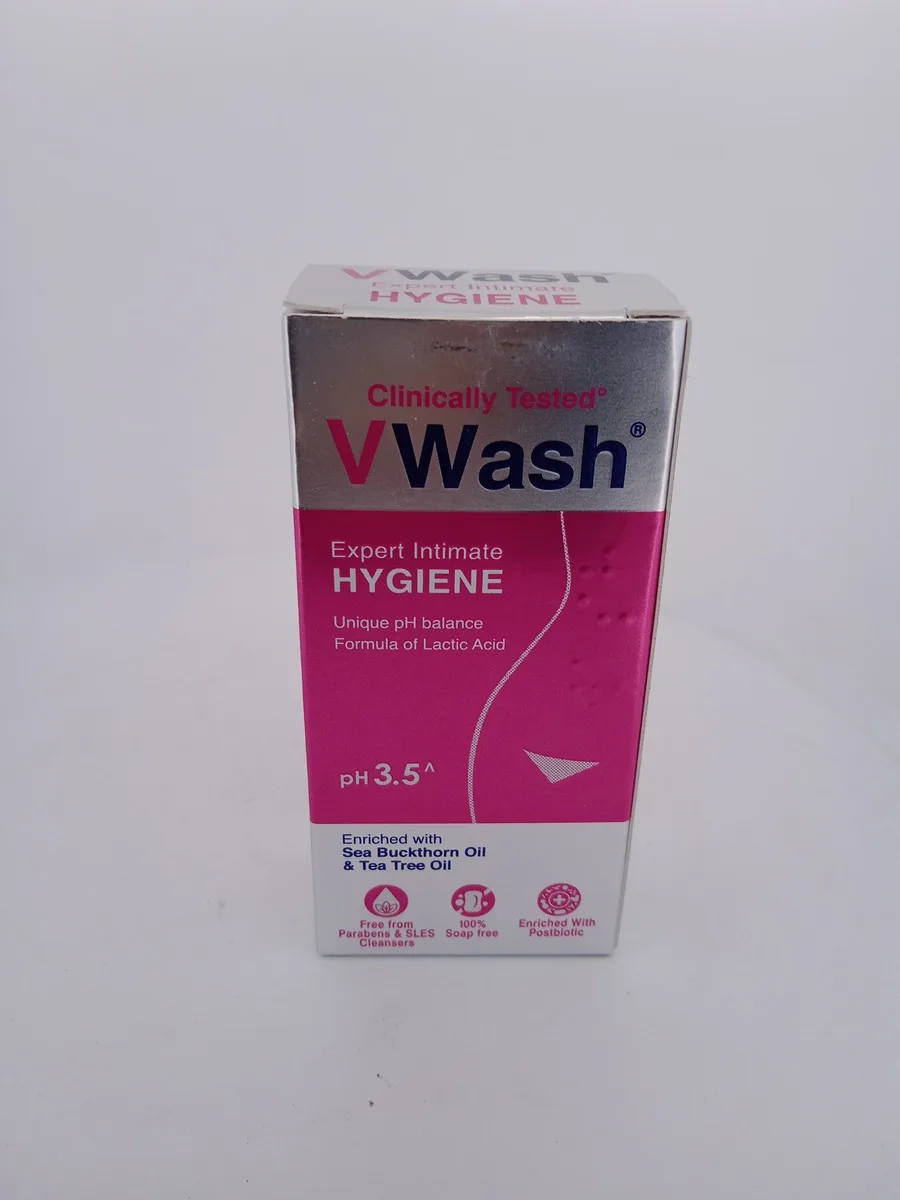 VWash
Expert Intimate
HYGIENE
Clinically Tested°
VWash®
Expert Intimate
HYGIENE
Unique pH balance
Formula of Lactic Acid
pH 3.5^
Enriched with
Sea Buckthorn Oil
& Tea Tree Oil
Free from
Parabens & SLES
Cleansers
100%
Soap free
Enriched With
Postbiotic